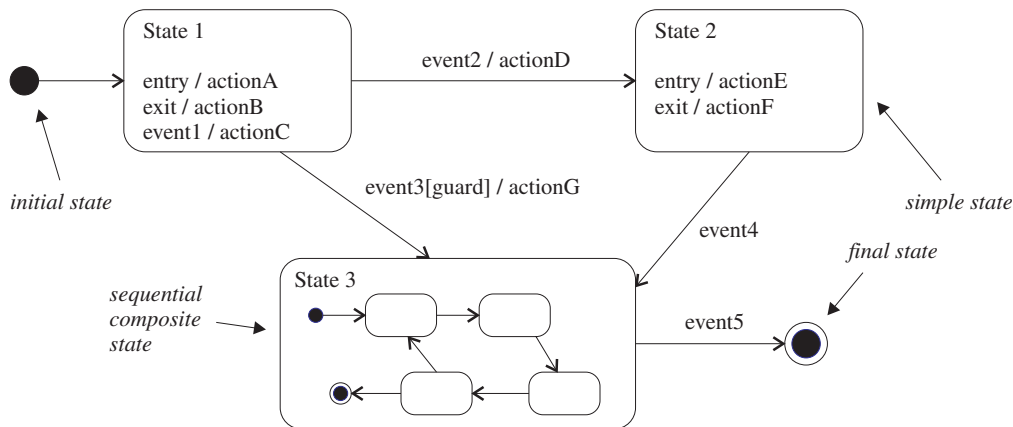 State 1
entry / actionA
exit / actionB
event1 / actionC
event2 / actionD
State 2
entry / actionE
exit / actionF
initial state
event3[guard] / actionG
event4
simple state
final state
sequential
composite
state
State 3
event5